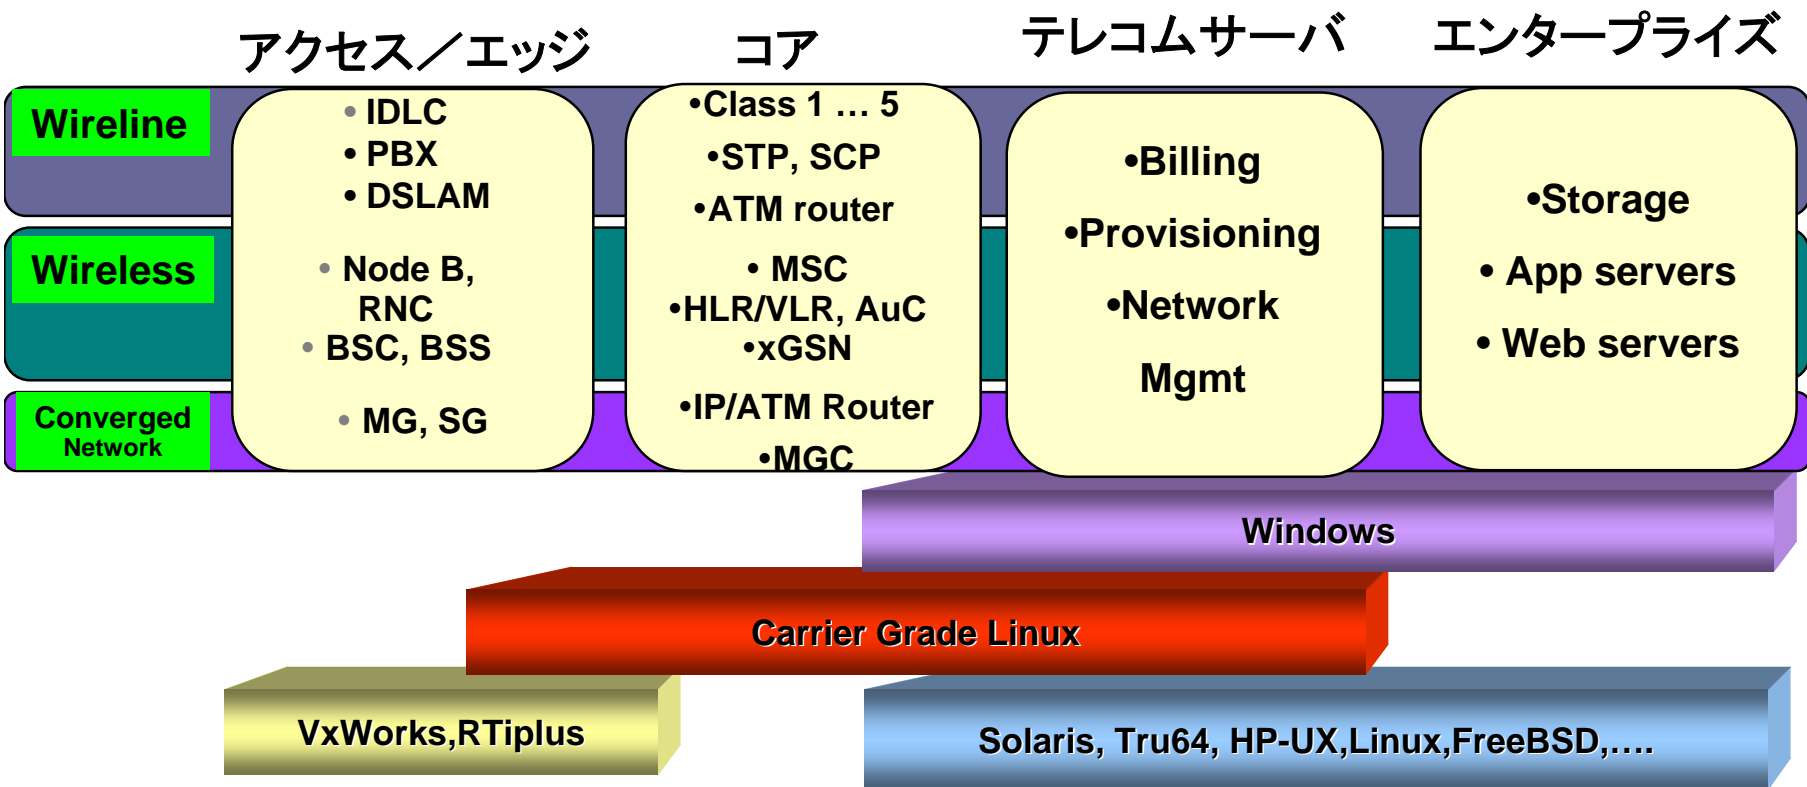 アクセス／エッジ
コア
テレコムサーバ
エンタープライズ
Wireline
• IDLC
• PBX
• DSLAM
•Class 1 … 5
•STP, SCP
•ATM router
Wireless
• Node B,
RNC
• BSC, BSS
• MSC
•HLR/VLR, AuC
•xGSN
Converged
Network
• MG, SG
•IP/ATM Router
•MGC
•Billing
•Provisioning
•Network
Mgmt
•Storage
• App servers
• Web servers
Windows
Carrier Grade Linux
VxWorks,RTiplus
Solaris, Tru64, HP-UX,Linux,FreeBSD,….